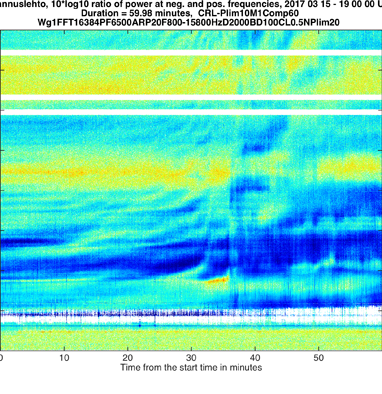 annuslehto, 10*log10 ratio of power at neg. and pos. frequencies, 2017 03 15 - 19 00 00 U
Duration = 59.98 minutes, CRL-Plim10M1Comp60
Wg1FFT16384PF6500ARP20F800-15800HzD2000BD100CL0.5NPlim20
0 10 20 30 40 50
Time from the start time in minutes